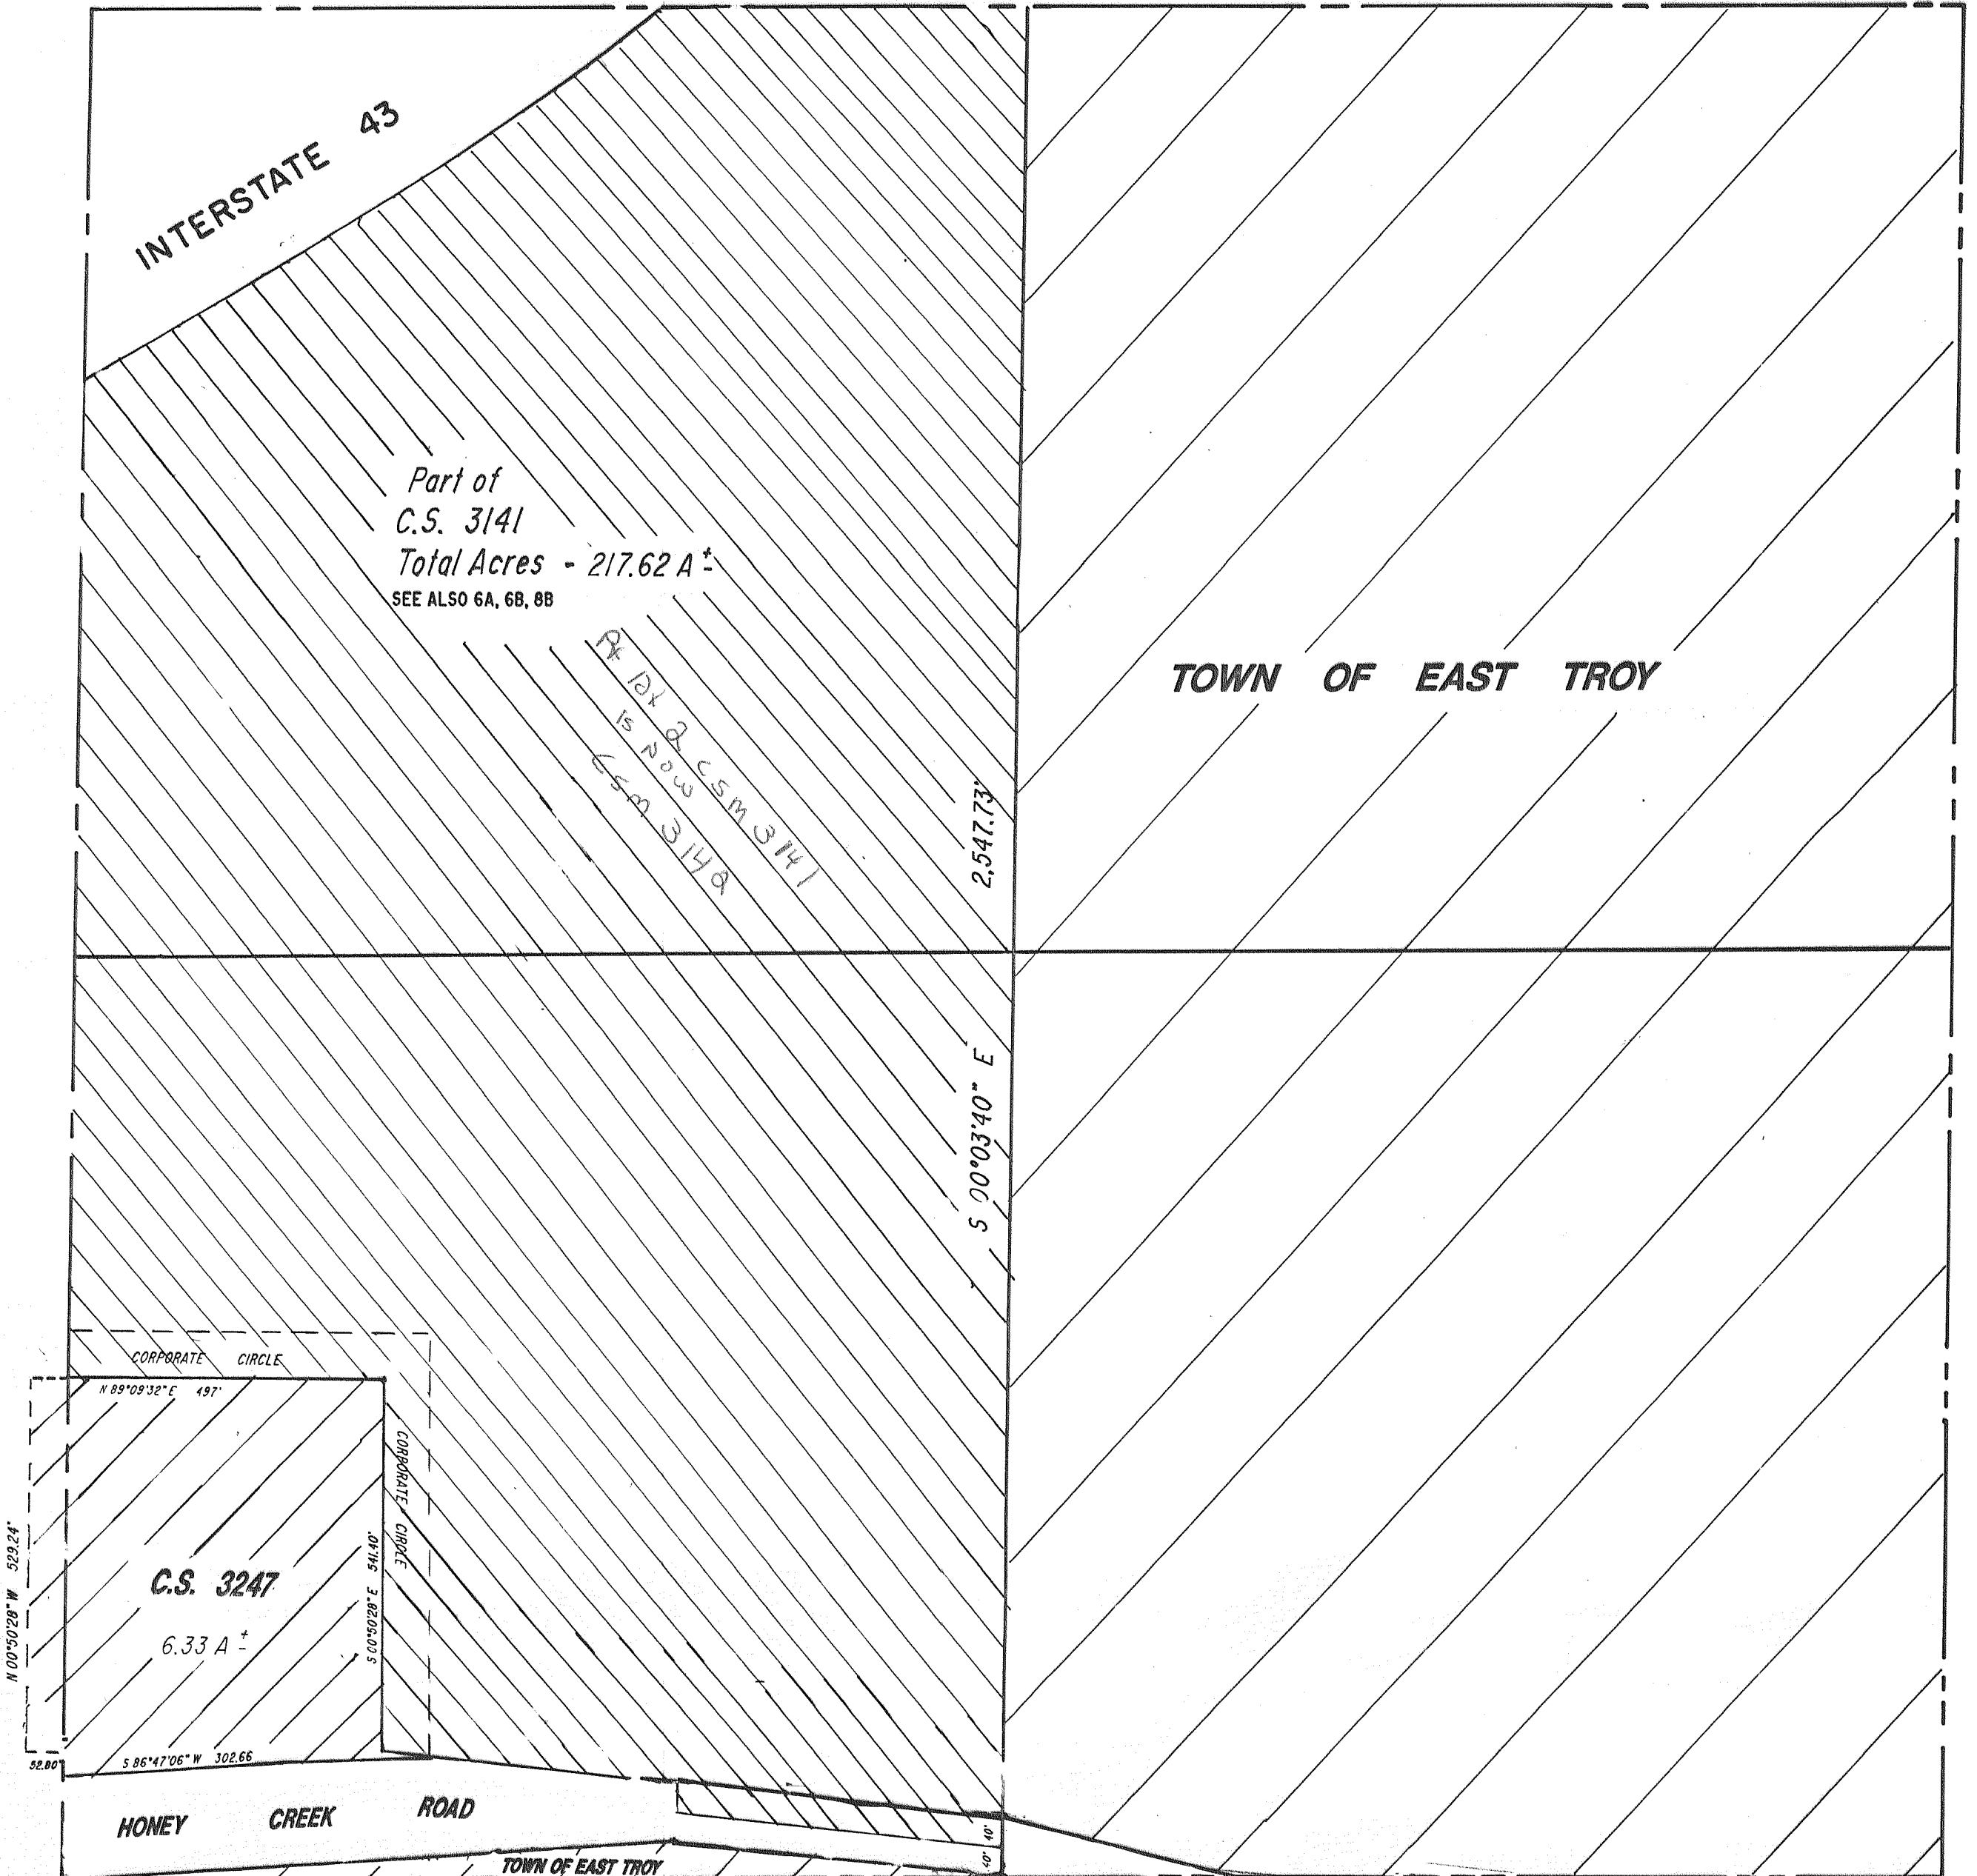 INTERSTATE 43
Part of
C.S. 3141
Total Acres - 217.62 A ±
SEE ALSO 6A, 6B, 8B
Pt Lot 2 CSM 3141
is now
CSM 3142
TOWN OF EAST TROY
2,547.73'
S 00°03'40" E
CORPORATE CIRCLE
N 89°09'32" E 497'
CORPORATE CIRCLE
S 00°50'28" E 541.40'
N 00°50'28" W 529.24'
C.S. 3247
6.33 A ±
52.80'
S 86°47'06" W 302.66
HONEY CREEK ROAD
40'
40'
TOWN OF EAST TROY